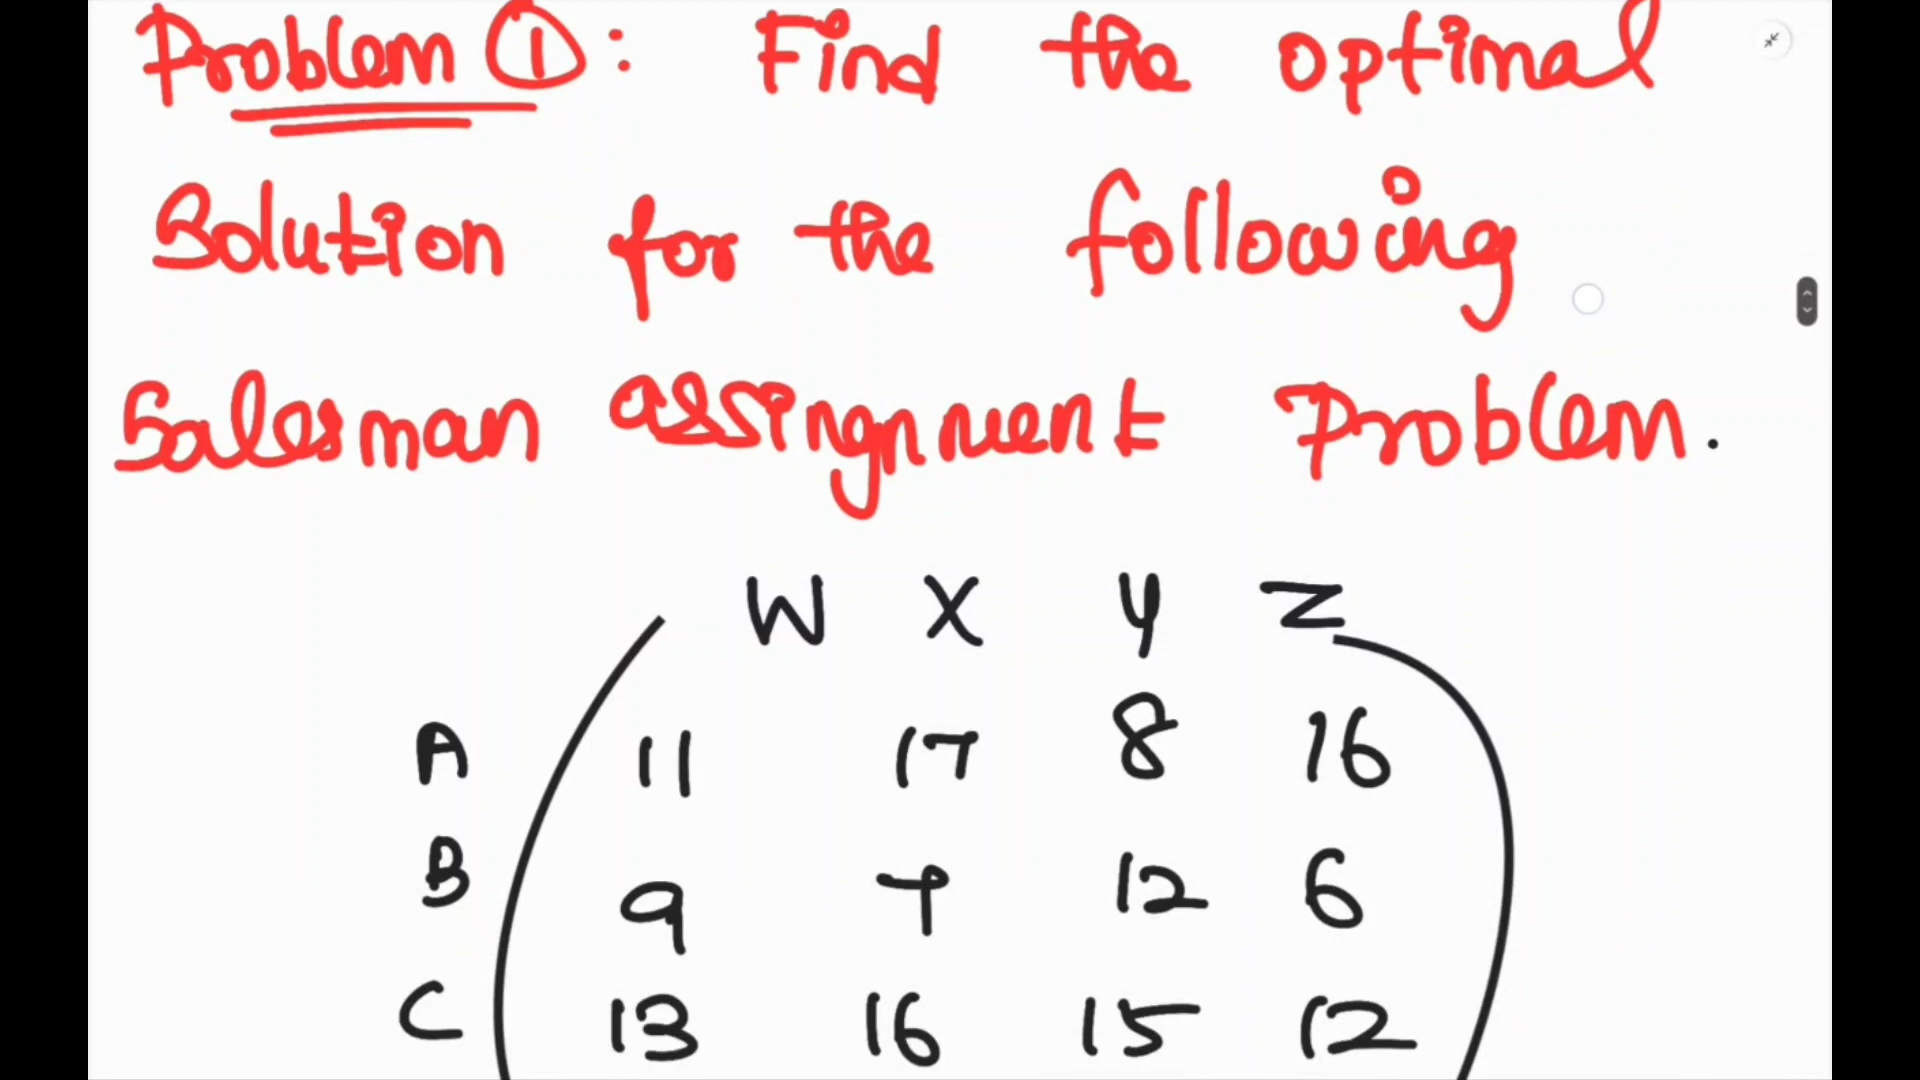 Problem ①: Find the optimal
Solution for the following
Salesman assingnment Problem.
W X Y Z
A 11 17 8 16
B 9 7 12 6
C 13 16 15 12